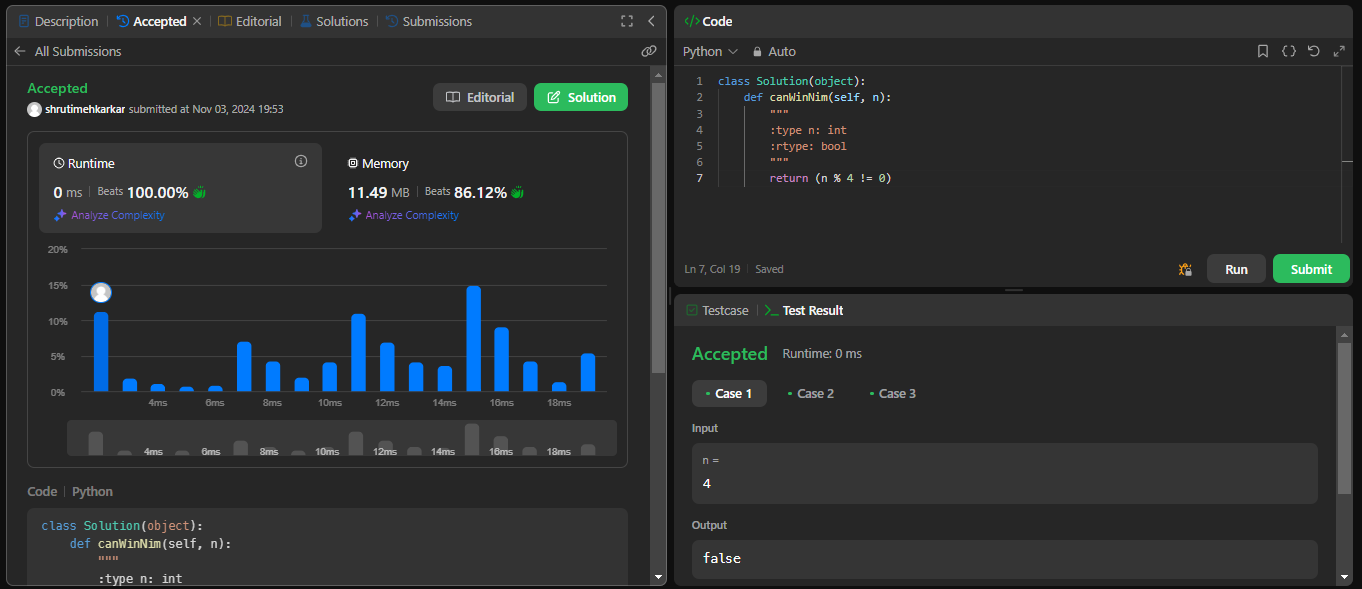 Description
Accepted
Editorial
Solutions
Submissions
All Submissions
Accepted
shrutimehkarkar submitted at Nov 03, 2024 19:53
Editorial
Solution
Runtime
0 ms
Beats 100.00%
Analyze Complexity
Memory
11.49 MB
Beats 86.12%
Analyze Complexity
20%
15%
10%
5%
0%
4ms 6ms 8ms 10ms 12ms 14ms 16ms 18ms
4ms 6ms 8ms 10ms 12ms 14ms 16ms 18ms
Code | Python
class Solution(object):
def canWinNim(self, n):
"""
:type n: int
</> Code
Python
Auto
1 class Solution(object):
2 def canWinNim(self, n):
3 """
4 :type n: int
5 :rtype: bool
6 """
7 return (n % 4 != 0)
Ln 7, Col 19 | Saved
Run
Submit
Testcase
>_ Test Result
Accepted
Runtime: 0 ms
• Case 1
• Case 2
• Case 3
Input
n =
4
Output
false